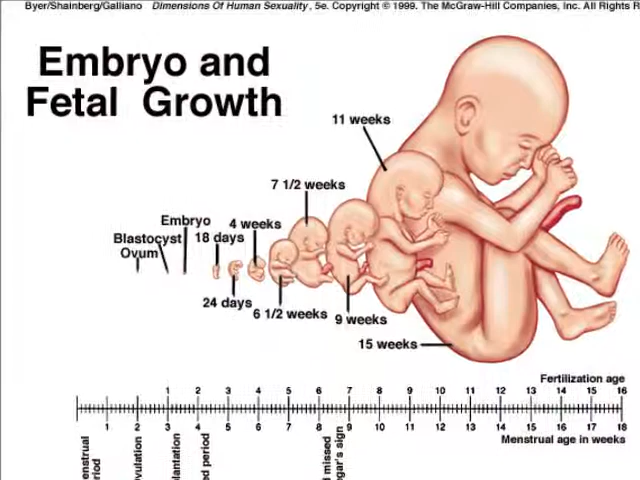 Byer/Shainberg/Galliano Dimensions Of Human Sexuality, 5e. Copyright © 1999. The McGraw-Hill Companies, Inc. All Rights R
Embryo and
Fetal Growth
11 weeks
7 1/2 weeks
Embryo
4 weeks
Blastocyst
18 days
Ovum
24 days
6 1/2 weeks
9 weeks
15 weeks
Fertilization age
1 2 3 4 5 6 7 8 9 10 11 12 13 14 15 16
1 2 3 4 5 6 7 8 9 10 11 12 13 14 15 16 17 18
Menstrual age in weeks
enstrual
riod
vulation
plantation
ed period
d missed
egar's sign